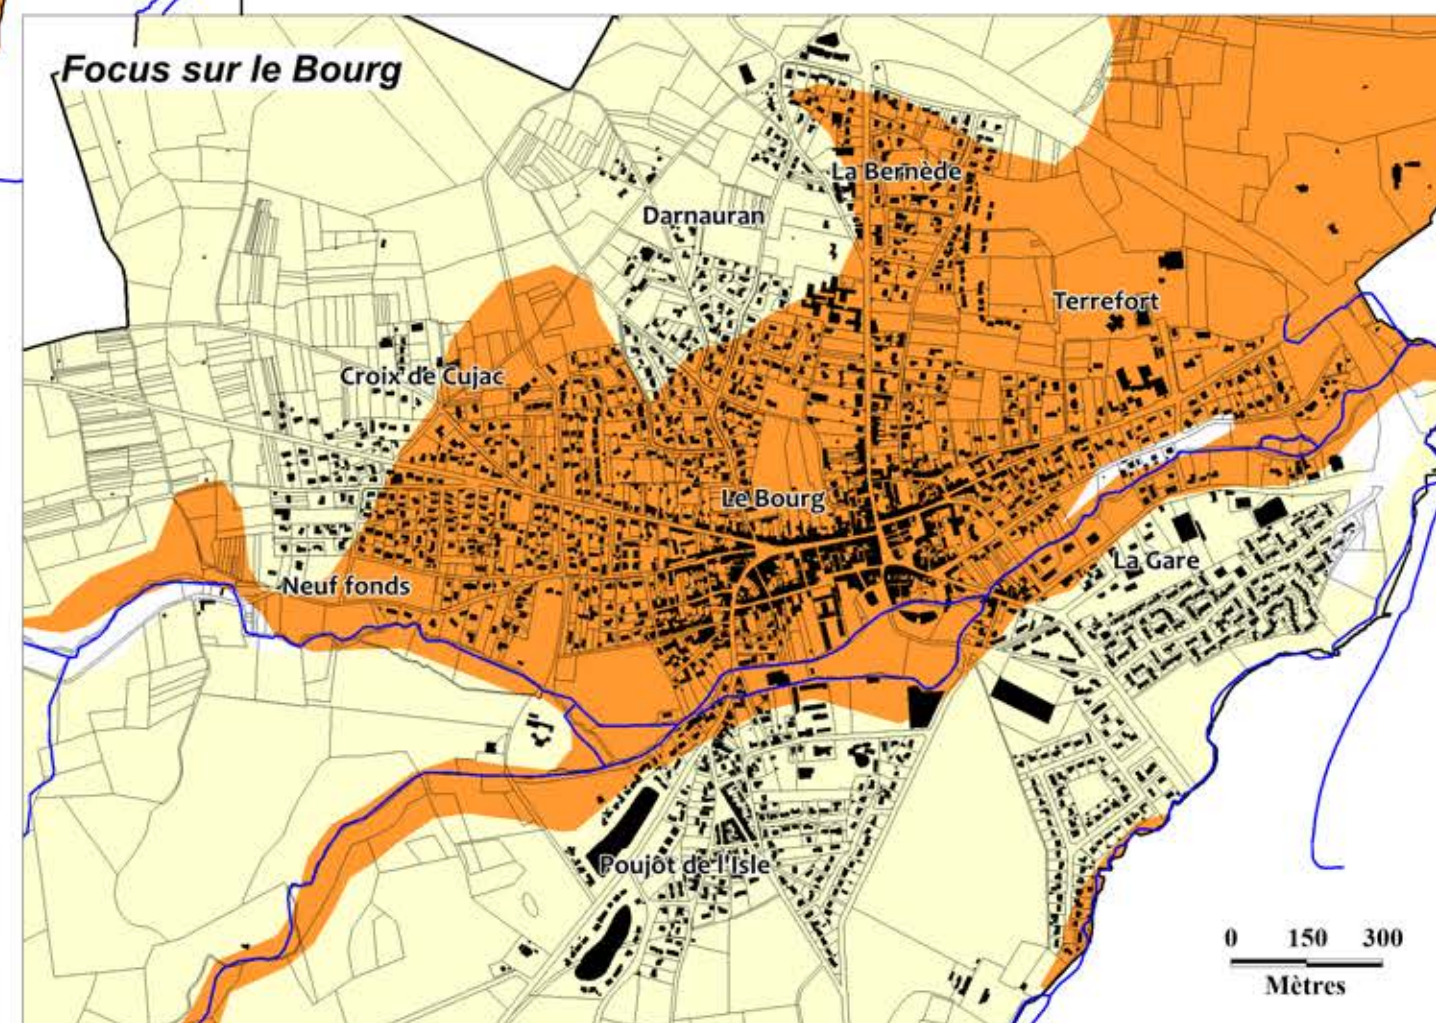 Focus sur le Bourg
La Bernède
Darnauran
Terrefort
Croix de Cujac
Le Bourg
La Gare
Neuf fonds
Poujôt de l'Isle
0 150 300
Mètres